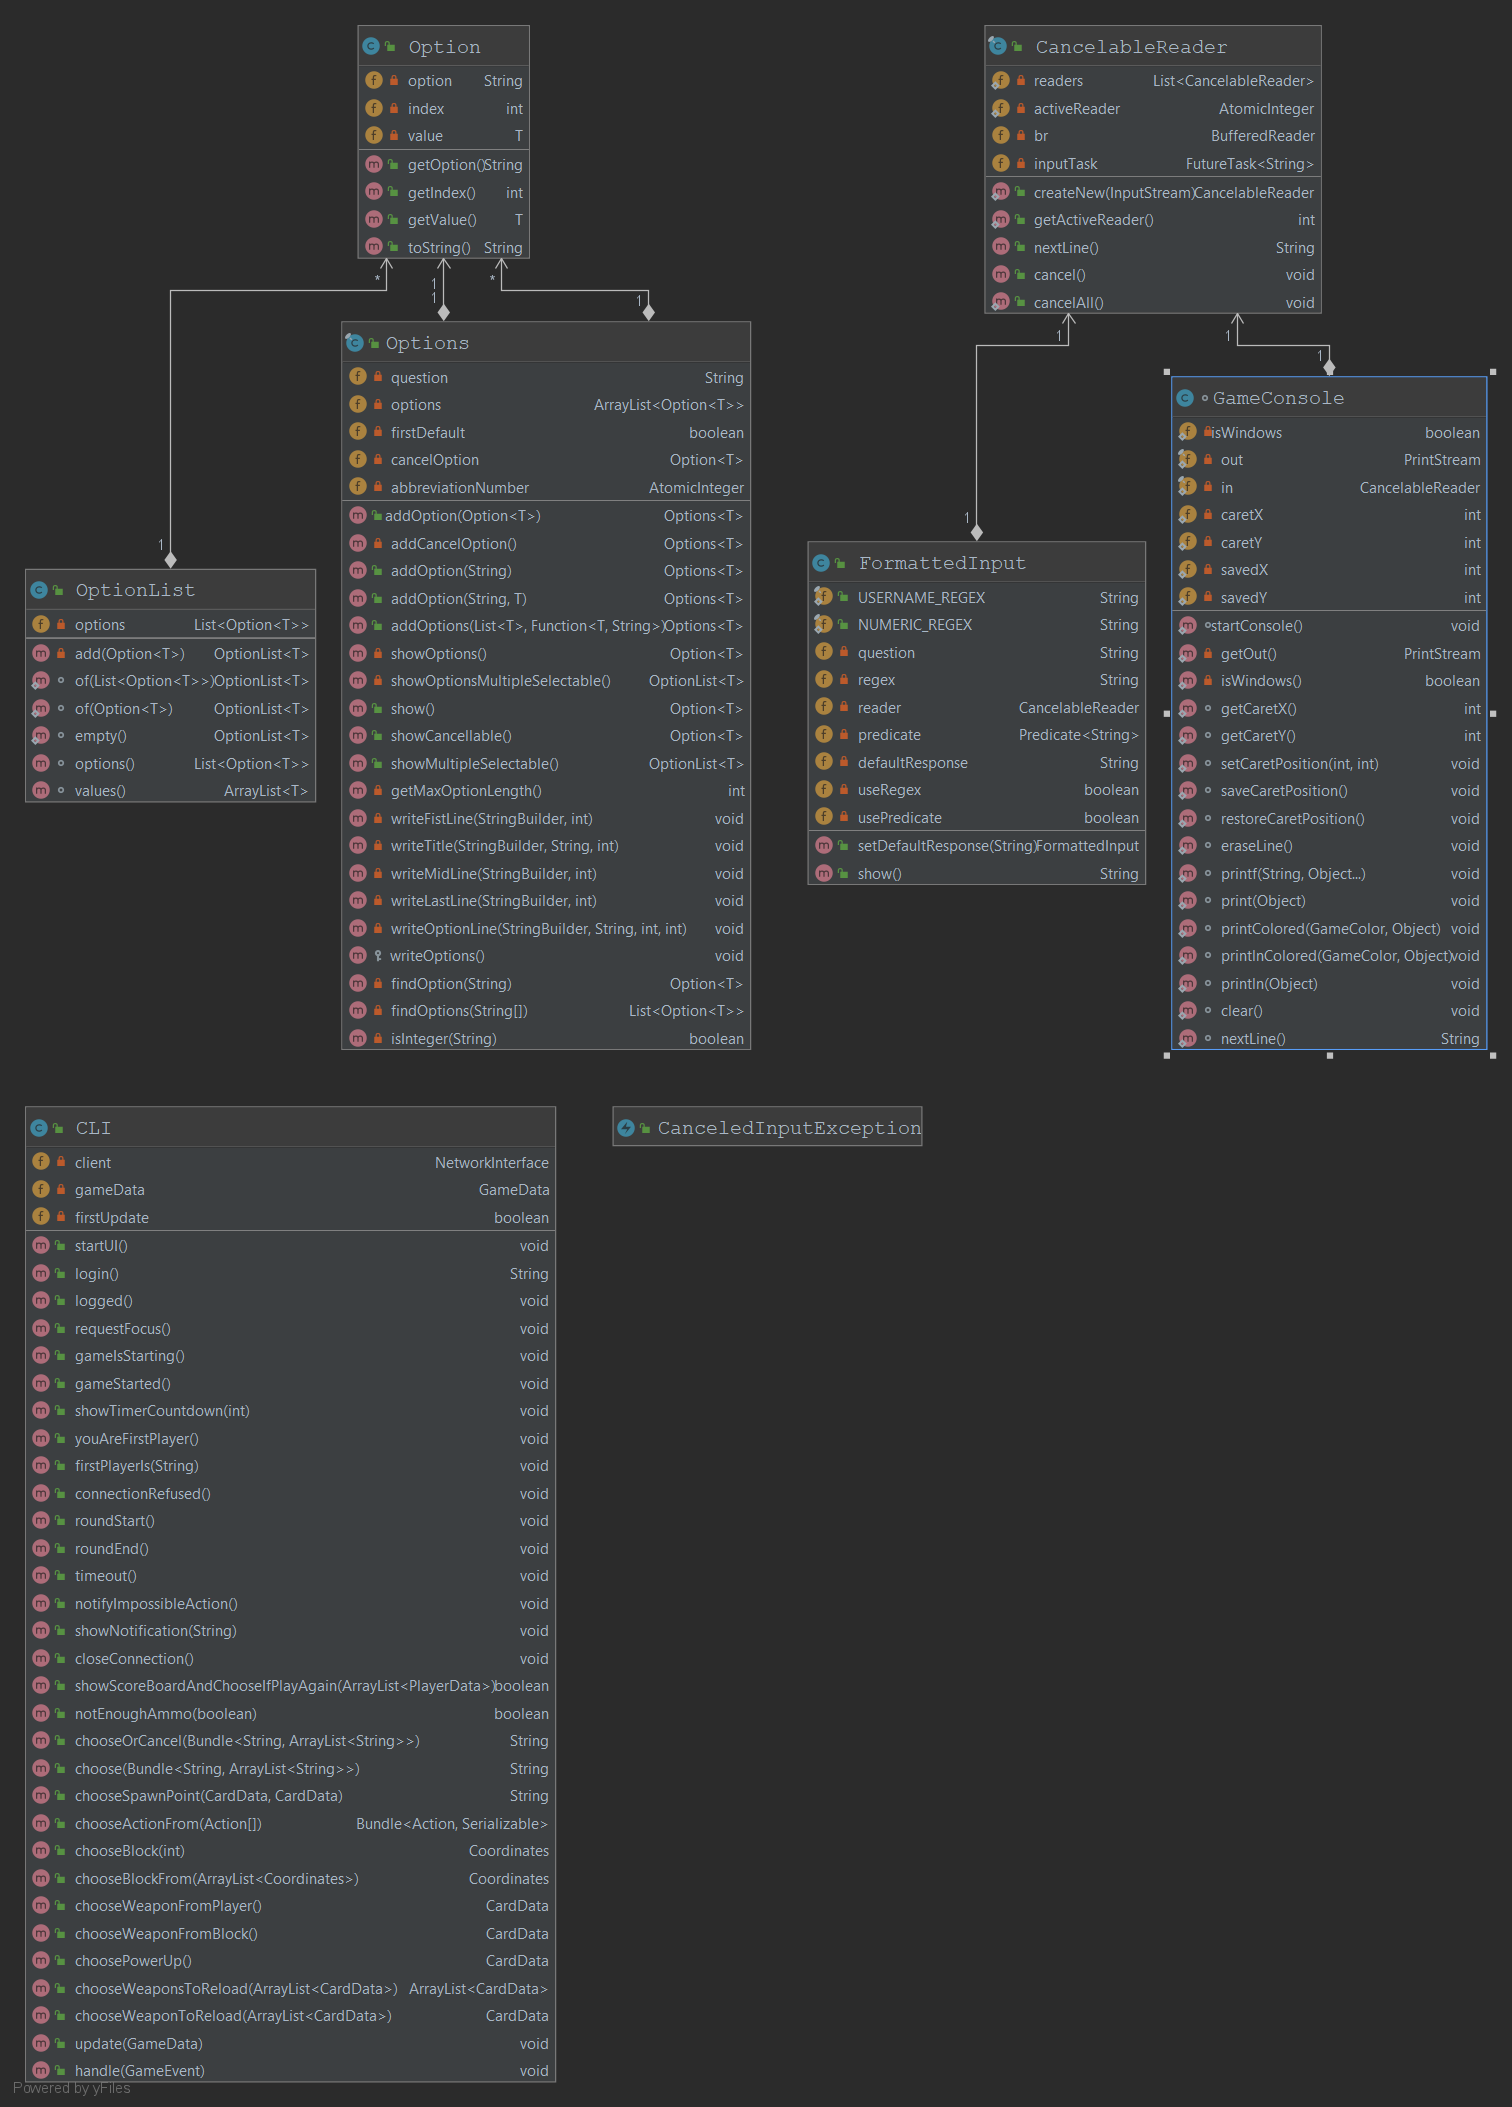 Option
option String
index int
value T
getOption() String
getIndex() int
getValue() T
toString() String
CancelableReader
readers List<CancelableReader>
activeReader AtomicInteger
br BufferedReader
inputTask FutureTask<String>
createNew(InputStream) CancelableReader
getActiveReader() int
nextLine() String
cancel() void
cancelAll() void
*
1
1
*
1
1
1
1
1
1
Options
question String
options ArrayList<Option<T>>
firstDefault boolean
cancelOption Option<T>
abbreviationNumber AtomicInteger
addOption(Option<T>) Options<T>
addCancelOption() Options<T>
addOption(String) Options<T>
addOption(String, T) Options<T>
addOptions(List<T>, Function<T, String>) Options<T>
showOptions() Option<T>
showOptionsMultipleSelectable() OptionList<T>
show() Option<T>
showCancellable() Option<T>
showMultipleSelectable() OptionList<T>
getMaxOptionLength() int
writeFistLine(StringBuilder, int) void
writeTitle(StringBuilder, String, int) void
writeMidLine(StringBuilder, int) void
writeLastLine(StringBuilder, int) void
writeOptionLine(StringBuilder, String, int, int) void
writeOptions() void
findOption(String) Option<T>
findOptions(String[]) List<Option<T>>
isInteger(String) boolean
GameConsole
isWindows boolean
out PrintStream
in CancelableReader
caretX int
caretY int
savedX int
savedY int
startConsole() void
getOut() PrintStream
isWindows() boolean
getCaretX() int
getCaretY() int
setCaretPosition(int, int) void
saveCaretPosition() void
restoreCaretPosition() void
eraseLine() void
printf(String, Object...) void
print(Object) void
printColored(GameColor, Object) void
printlnColored(GameColor, Object) void
println(Object) void
clear() void
nextLine() String
1
FormattedInput
USERNAME_REGEX String
NUMERIC_REGEX String
question String
regex String
reader CancelableReader
predicate Predicate<String>
defaultResponse String
useRegex boolean
usePredicate boolean
setDefaultResponse(String) FormattedInput
show() String
OptionList
options List<Option<T>>
add(Option<T>) OptionList<T>
of(List<Option<T>>) OptionList<T>
of(Option<T>) OptionList<T>
empty() OptionList<T>
options() List<Option<T>>
values() ArrayList<T>
CLI
client NetworkInterface
gameData GameData
firstUpdate boolean
startUI() void
login() String
logged() void
requestFocus() void
gameIsStarting() void
gameStarted() void
showTimerCountdown(int) void
youAreFirstPlayer() void
firstPlayerIs(String) void
connectionRefused() void
roundStart() void
roundEnd() void
timeout() void
notifyImpossibleAction() void
showNotification(String) void
closeConnection() void
showScoreBoardAndChooseIfPlayAgain(ArrayList<PlayerData>) boolean
notEnoughAmmo(boolean) boolean
chooseOrCancel(Bundle<String, ArrayList<String>>) String
choose(Bundle<String, ArrayList<String>>) String
chooseSpawnPoint(CardData, CardData) String
chooseActionFrom(Action[]) Bundle<Action, Serializable>
chooseBlock(int) Coordinates
chooseBlockFrom(ArrayList<Coordinates>) Coordinates
chooseWeaponFromPlayer() CardData
chooseWeaponFromBlock() CardData
choosePowerUp() CardData
chooseWeaponsToReload(ArrayList<CardData>) ArrayList<CardData>
chooseWeaponToReload(ArrayList<CardData>) CardData
update(GameData) void
handle(GameEvent) void
CanceledInputException
Powered by yFiles